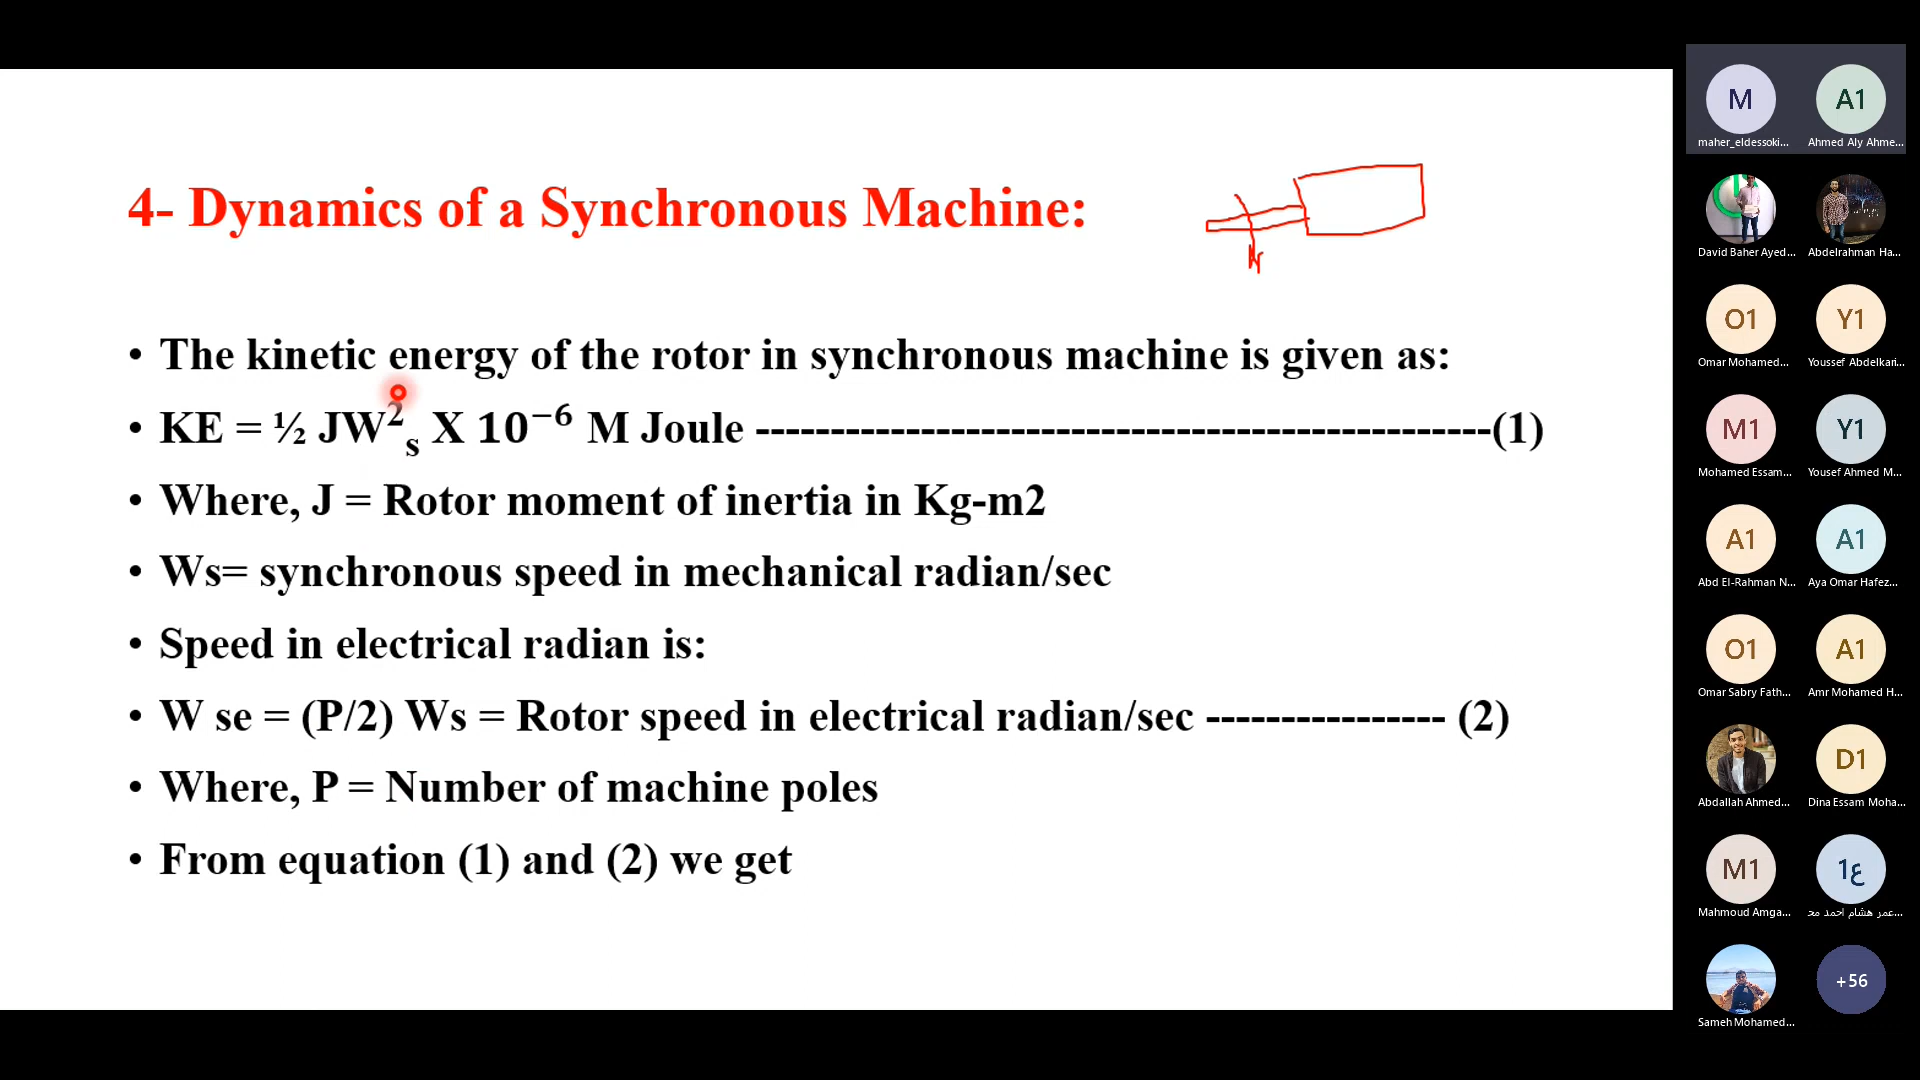 4- Dynamics of a Synchronous Machine:
• The kinetic energy of the rotor in synchronous machine is given as:
• KE = ½ JW²ₛ X 10⁻⁶ M Joule -------------------------------------------------(1)
• Where, J = Rotor moment of inertia in Kg-m2
• Ws= synchronous speed in mechanical radian/sec
• Speed in electrical radian is:
• W se = (P/2) Ws = Rotor speed in electrical radian/sec ---------------- (2)
• Where, P = Number of machine poles
• From equation (1) and (2) we get
M A1
maher_eldessoki... Ahmed Aly Ahme...
David Baher Ayed... Abdelrahman Ha...
O1 Y1
Omar Mohamed... Youssef Abdelkari...
M1 Y1
Mohamed Essam... Yousef Ahmed M...
A1 A1
Abd El-Rahman N... Aya Omar Hafez...
O1 A1
Omar Sabry Fath... Amr Mohamed H...
D1
Abdallah Ahmed... Dina Essam Moha...
M1 ع1
Mahmoud Amga... عمر هشام احمد مح...
+56
Sameh Mohamed...